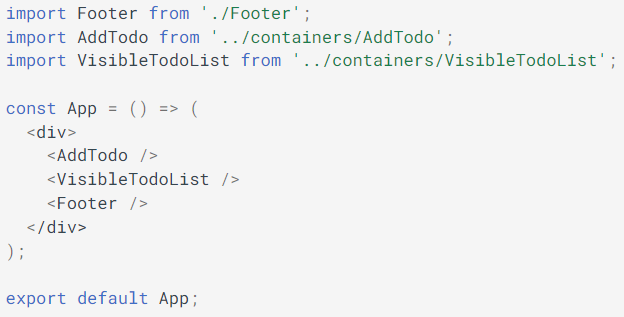 import Footer from './Footer';
import AddTodo from '../containers/AddTodo';
import VisibleTodoList from '../containers/VisibleTodoList';

const App = () => (
  <div>
    <AddTodo />
    <VisibleTodoList />
    <Footer />
  </div>
);

export default App;